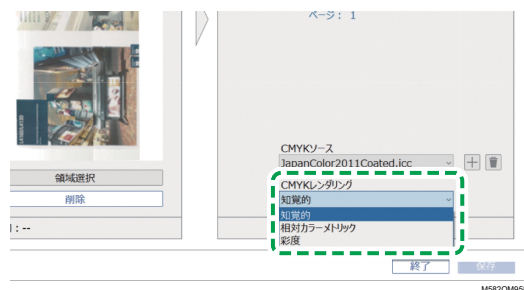 ページ： 1
CMYKソース
JapanColor2011Coated.icc
領域選択
CMYKレンダリング
削除
知覚的
知覚的
相対カラーメトリック
：--
彩度
終了
保存
M582QM95